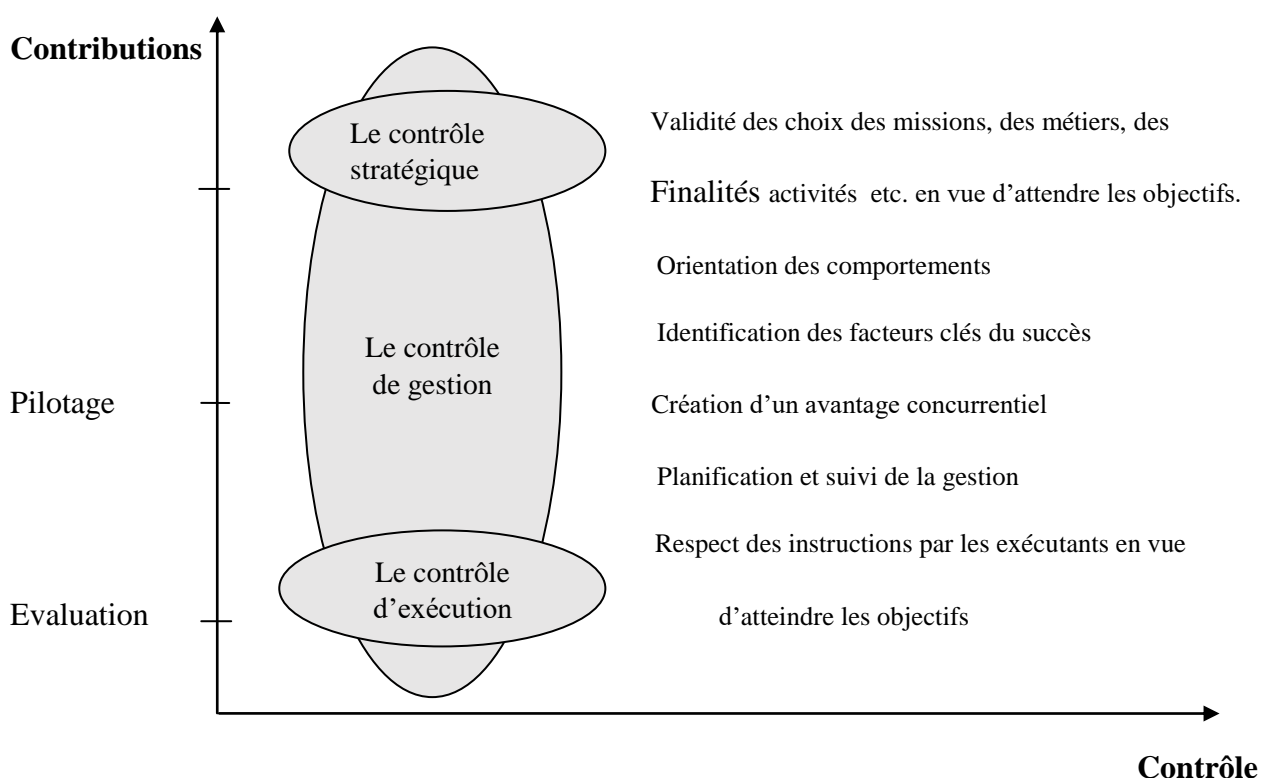 Contributions
Le contrôle
stratégique
Validité des choix des missions, des métiers, des
Finalités activités etc. en vue d’attendre les objectifs.
Orientation des comportements
Identification des facteurs clés du succès
Le contrôle
de gestion
Pilotage
Création d’un avantage concurrentiel
Planification et suivi de la gestion
Respect des instructions par les exécutants en vue
Le contrôle
d’exécution
Evaluation
d’atteindre les objectifs
Contrôle